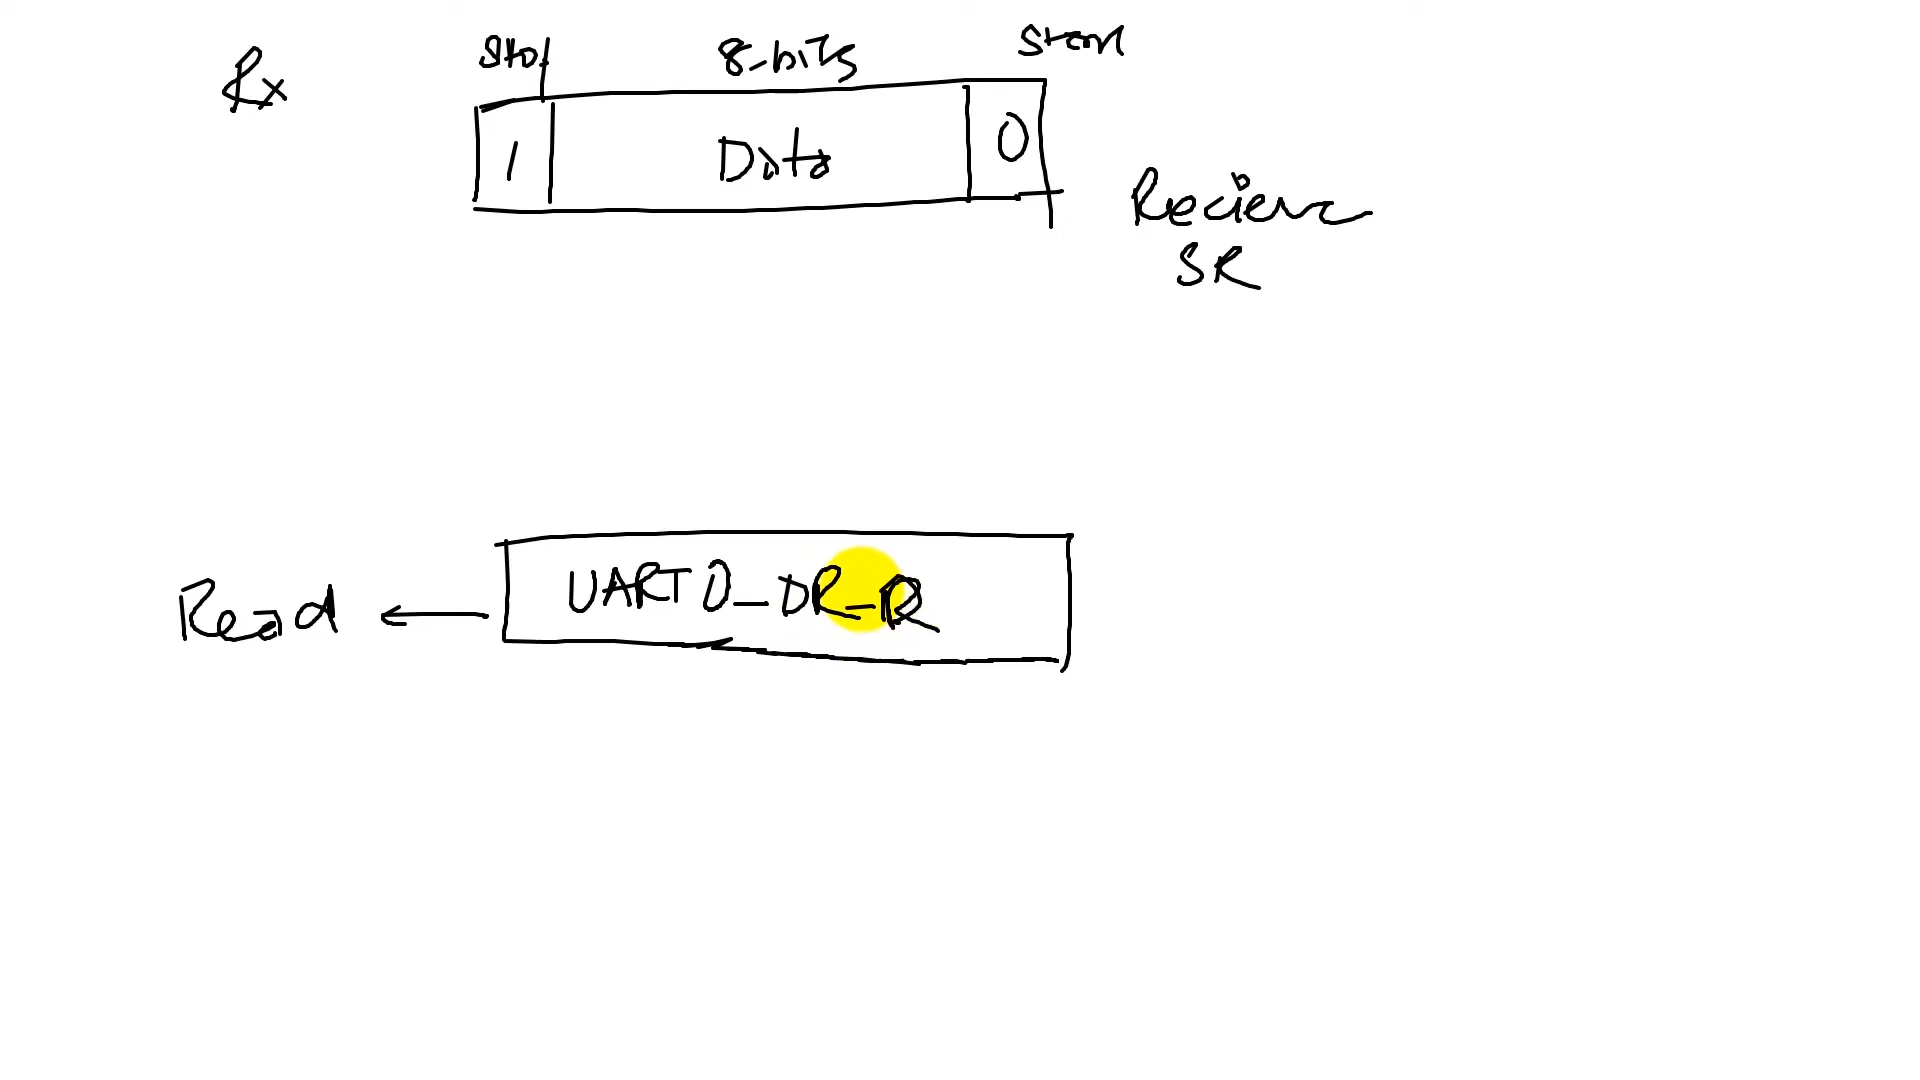 Rx
Stop 8-bits Start
1 Data 0
Reciever
SR
Read ← UART0_DR_R